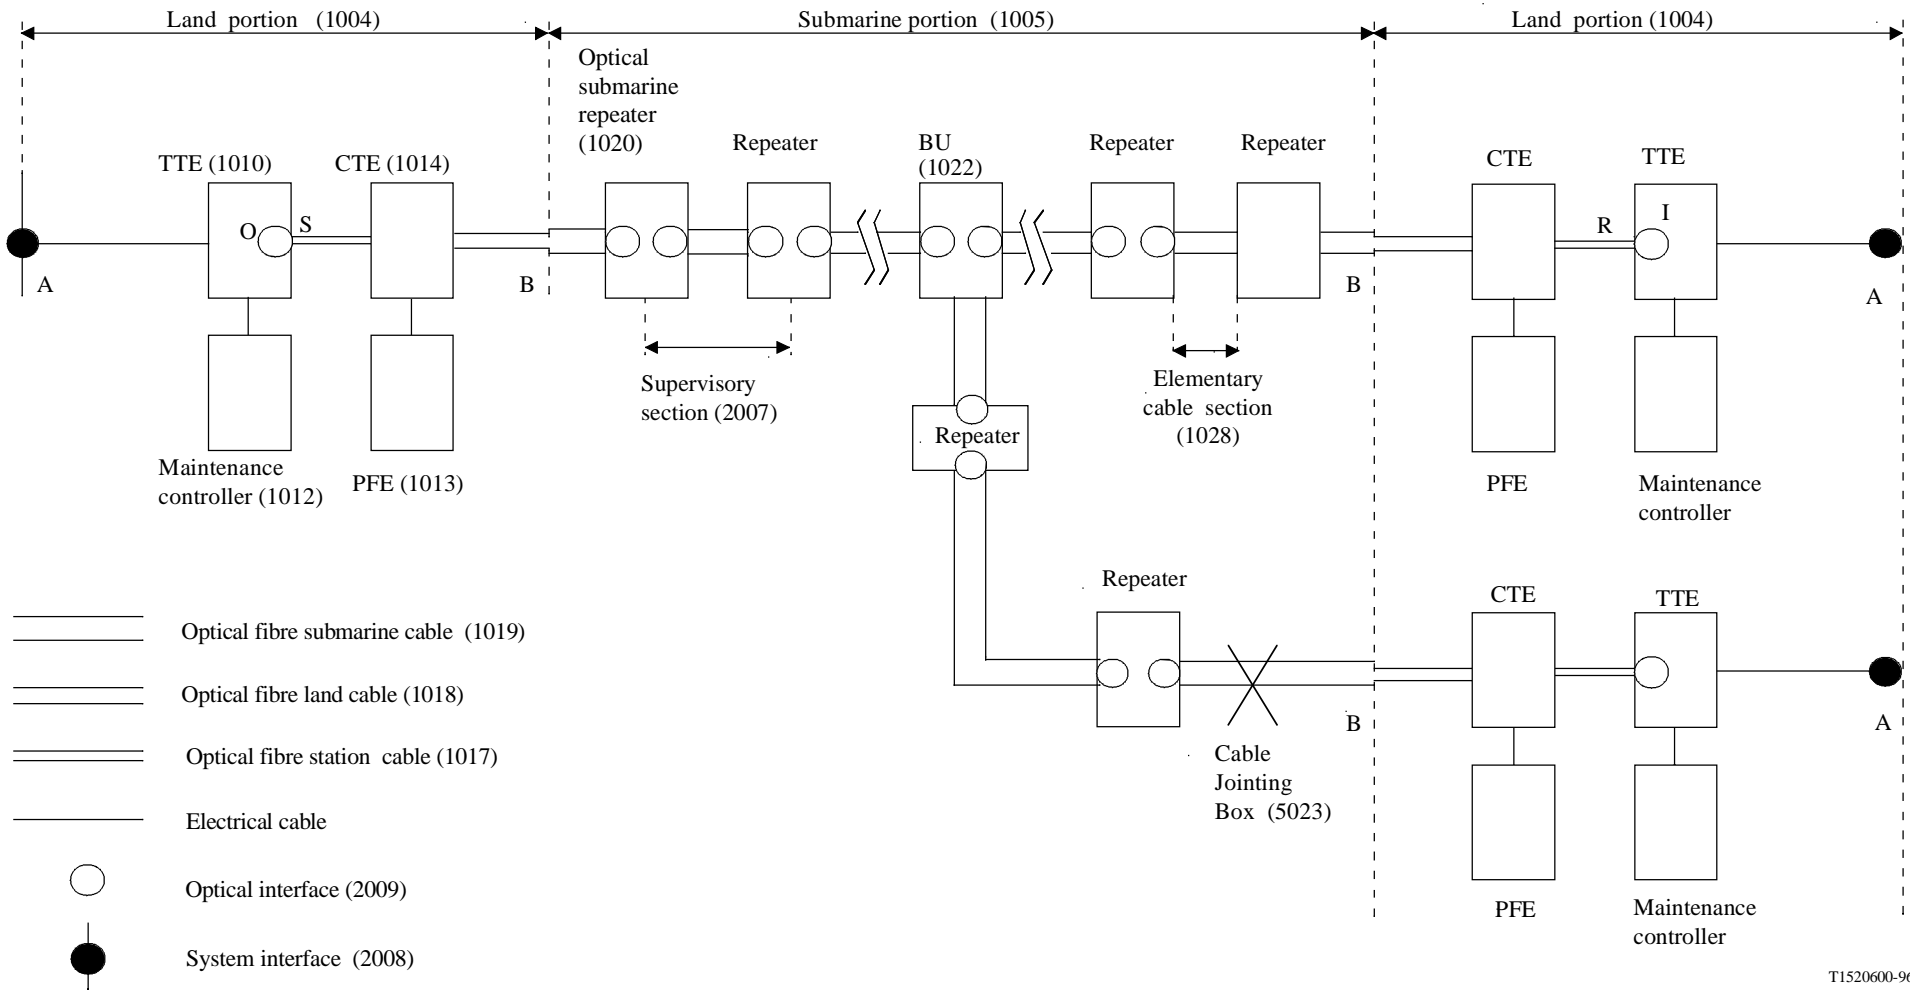 Land portion (1004)
Submarine portion (1005)
Land portion (1004)
Optical
submarine
repeater
(1020)
Repeater
BU
(1022)
Repeater
Repeater
TTE (1010)
CTE (1014)
CTE
TTE
O
S
R
I
A
B
B
A
Supervisory
section (2007)
Elementary
cable section
(1028)
Repeater
Maintenance
controller (1012)
PFE (1013)
PFE
Maintenance
controller
Repeater
CTE
TTE
Optical fibre submarine cable (1019)
Optical fibre land cable (1018)
B
A
Optical fibre station cable (1017)
Cable
Jointing
Box (5023)
Electrical cable
Optical interface (2009)
PFE
Maintenance
controller
System interface (2008)
T1520600-96